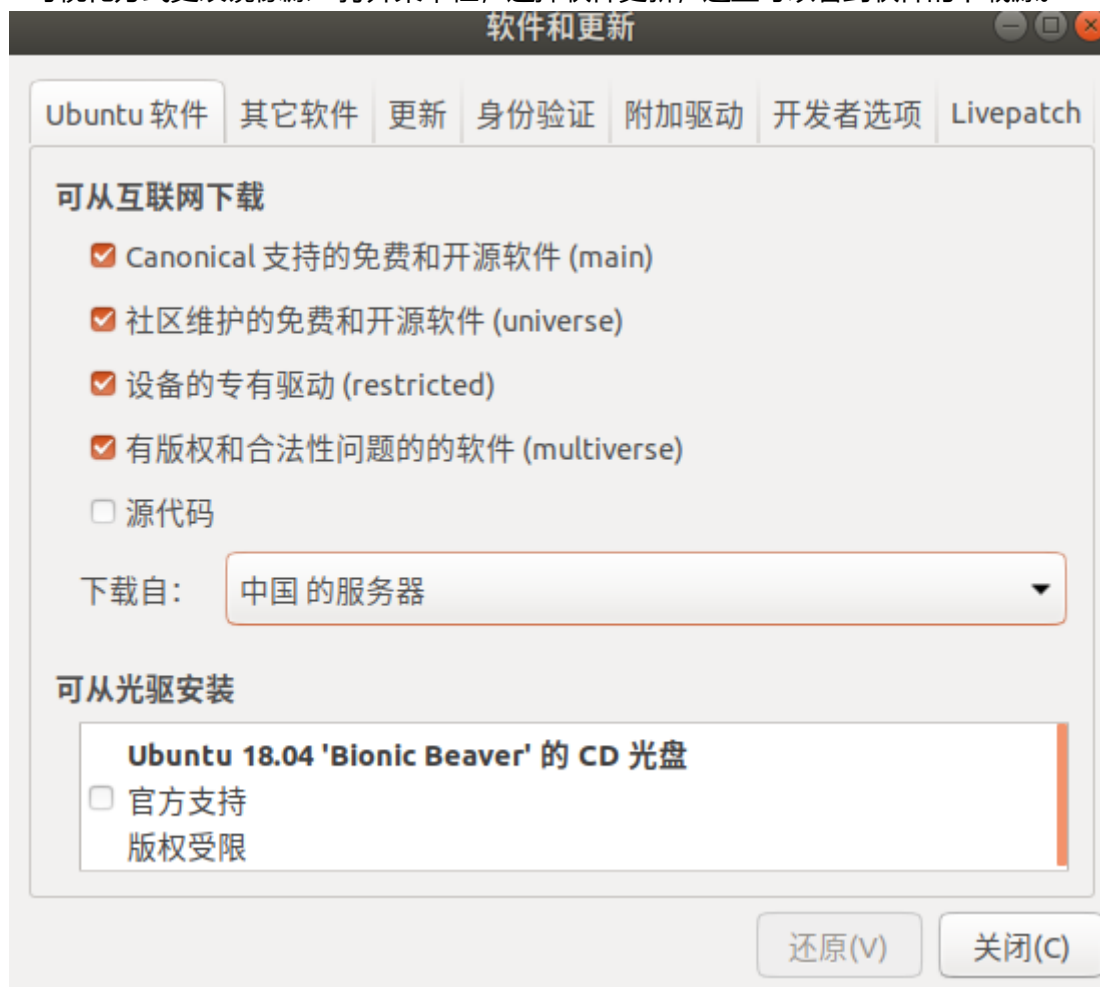 软件和更新
Ubuntu 软件 其它软件 更新 身份验证 附加驱动 开发者选项 Livepatch
可从互联网下载
Canonical 支持的免费和开源软件 (main)
社区维护的免费和开源软件 (universe)
设备的专有驱动 (restricted)
有版权和合法性问题的的软件 (multiverse)
源代码
下载自: 中国 的服务器
可从光驱安装
Ubuntu 18.04 'Bionic Beaver' 的 CD 光盘
官方支持
版权受限
还原(V) 关闭(C)